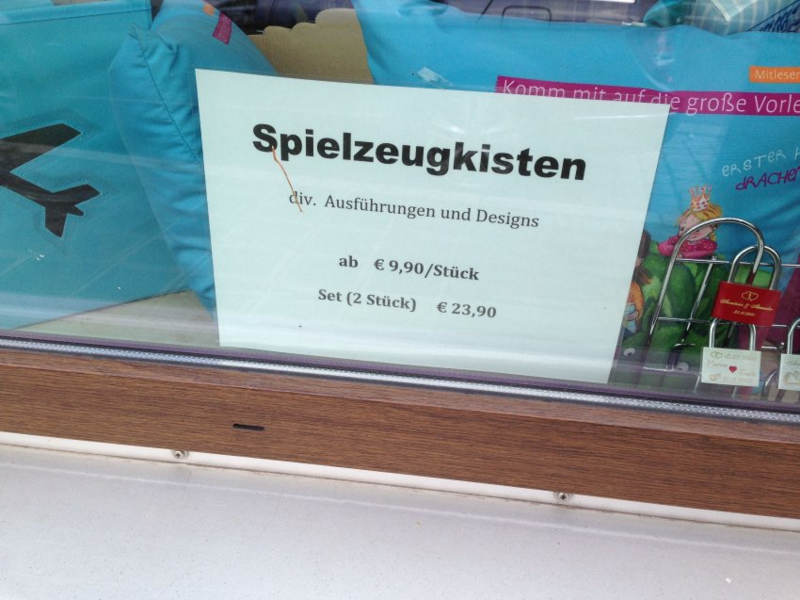 Spielzeugkisten
div. Ausführungen und Designs
ab € 9,90/Stück
Set (2 Stück) € 23,90
Mitlesen
Komm mit auf die große Vorle
ERSTER
DRACHEN